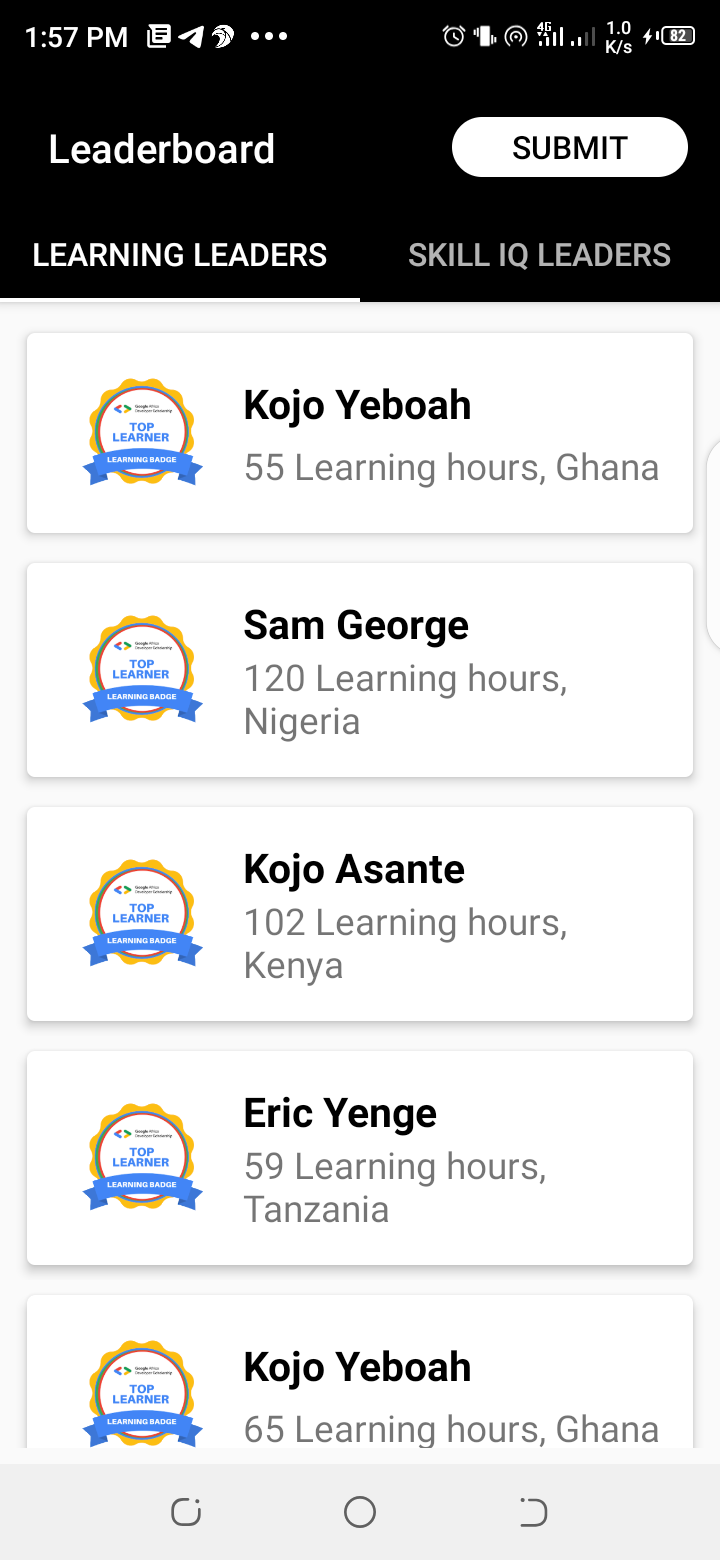 1:57 PM
4G
1.0
K/s
82
Leaderboard
SUBMIT
LEARNING LEADERS
SKILL IQ LEADERS
Google Africa
Developer Scholarship
TOP
LEARNER
LEARNING BADGE
Kojo Yeboah
55 Learning hours, Ghana
Google Africa
Developer Scholarship
TOP
LEARNER
LEARNING BADGE
Sam George
120 Learning hours,
Nigeria
Google Africa
Developer Scholarship
TOP
LEARNER
LEARNING BADGE
Kojo Asante
102 Learning hours,
Kenya
Google Africa
Developer Scholarship
TOP
LEARNER
LEARNING BADGE
Eric Yenge
59 Learning hours,
Tanzania
Google Africa
Developer Scholarship
TOP
LEARNER
LEARNING BADGE
Kojo Yeboah
65 Learning hours, Ghana